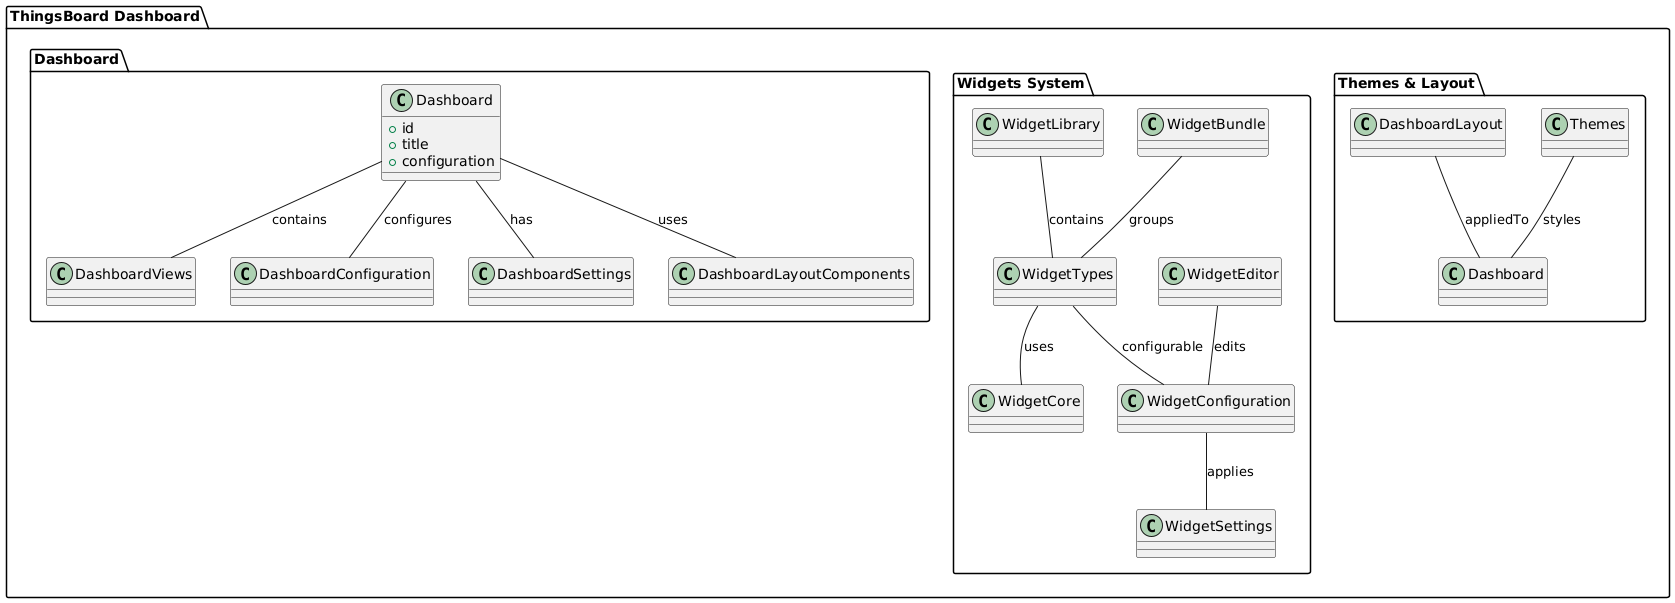 ThingsBoard Dashboard
Dashboard
C Dashboard
id
title
configuration
contains
configures
has
uses
C DashboardViews
C DashboardConfiguration
C DashboardSettings
C DashboardLayoutComponents
Widgets System
C WidgetLibrary
C WidgetBundle
contains
groups
C WidgetTypes
C WidgetEditor
uses
configurable
edits
C WidgetCore
C WidgetConfiguration
applies
C WidgetSettings
Themes & Layout
C DashboardLayout
C Themes
appliedTo
styles
C Dashboard